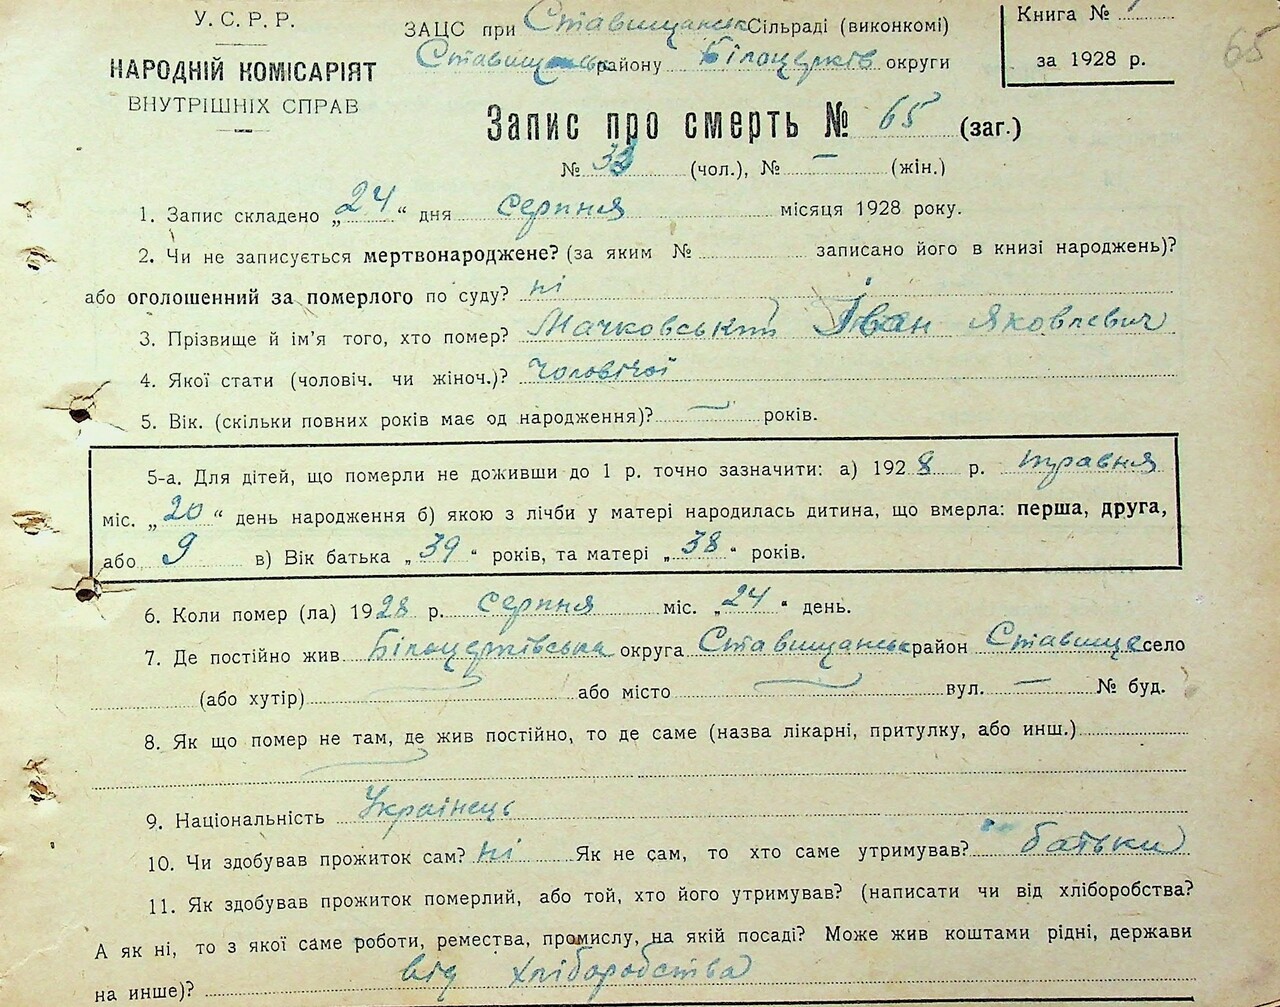 У.С.Р.Р.
НАРОДНІЙ КОМІСАРІЯТ
ВНУТРІШНІХ СПРАВ
ЗАЦС при Ставищанськ Сільраді (виконкомі)
Ставищанськ району Білоцерків округи
Книга №
за 1928 р.
65
Запис про смерть № 65 (заг.)
№ 33 (чол.), № — (жін.)
1. Запис складено „24“ дня серпня місяця 1928 року.
2. Чи не записується мертвонароджене? (за яким № записано його в книзі народжень)?
або оголошенний за померлого по суду? ні
3. Прізвище й ім'я того, хто помер? Мачковський Іван Яковлевич
4. Якої стати (чоловіч. чи жіноч.)? чоловічої
5. Вік. (скільки повних років має од народження)? — років.
5-а. Для дітей, що померли не доживши до 1 р. точно зазначити: а) 1928 р. травня
міс. „20“ день народження б) якою з лічби у матері народилась дитина, що вмерла: перша, друга,
або 9 в) Вік батька „39“ років, та матері „38“ років.
6. Коли помер (ла) 1928 р. серпня міс. „24“ день.
7. Де постійно жив Білоцерківська округа Ставищанськ район Ставище село
(або хутір) — або місто — вул. — № буд.
8. Як що помер не там, де жив постійно, то де саме (назва лікарні, притулку, або инш.)
—
9. Національність Українець
10. Чи здобував прожиток сам? ні Як не сам, то хто саме утримував? батьки
11. Як здобував прожиток померлий, або той, хто його утримував? (написати чи від хліборобства?
А як ні, то з якої саме роботи, ремества, промислу, на якій посаді? Може жив коштами рідні, держави
на инше)? від хліборобства